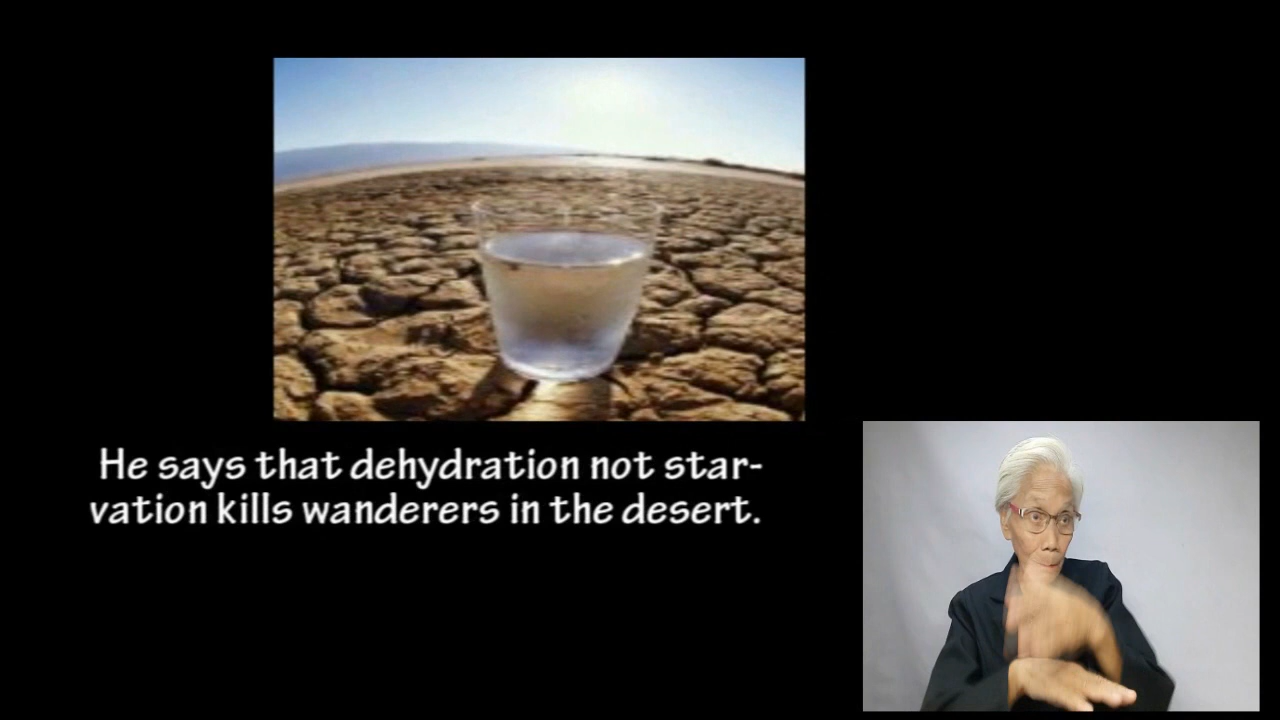 He says that dehydration not star-
vation kills wanderers in the desert.